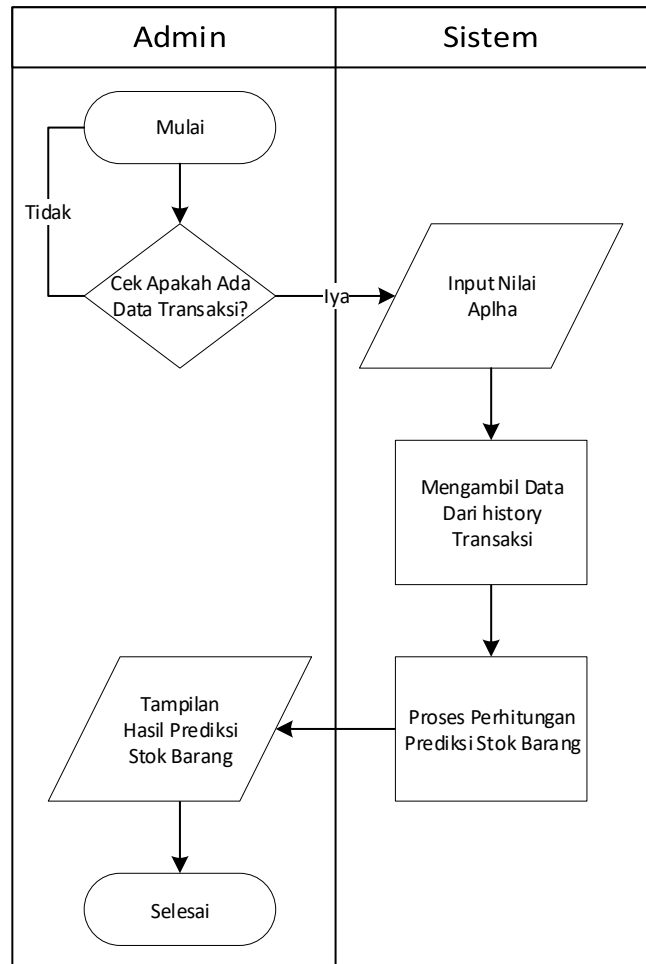 Admin
Sistem
Mulai
Tidak
Cek Apakah Ada
Data Transaksi?
Iya
Input Nilai
Aplha
Mengambil Data
Dari history
Transaksi
Proses Perhitungan
Prediksi Stok Barang
Tampilan
Hasil Prediksi
Stok Barang
Selesai